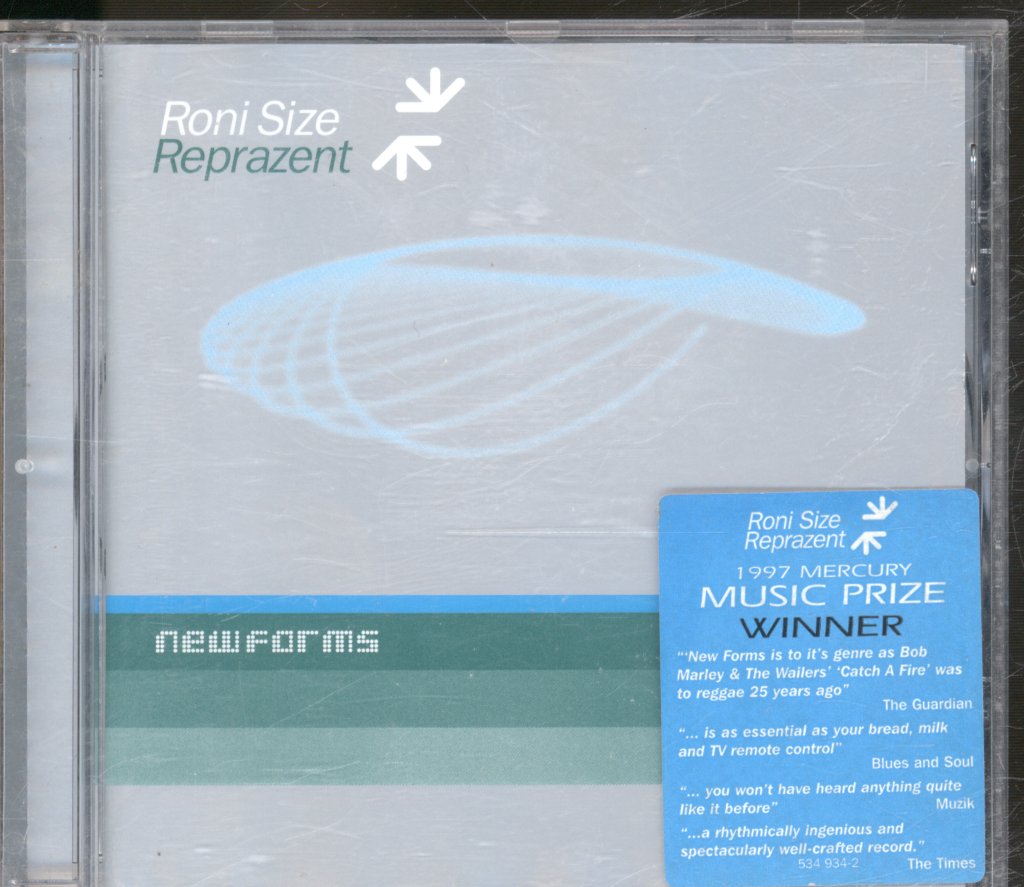 Roni Size
Reprazent
newforms
Roni Size
Reprazent
1997 MERCURY
MUSIC PRIZE
WINNER
"'New Forms is to it's genre as Bob
Marley & The Wailers' 'Catch A Fire' was
to reggae 25 years ago"
The Guardian
"... is as essential as your bread, milk
and TV remote control"
Blues and Soul
"... you won't have heard anything quite
like it before"
Muzik
"...a rhythmically ingenious and
spectacularly well-crafted record."
534 934-2
The Times